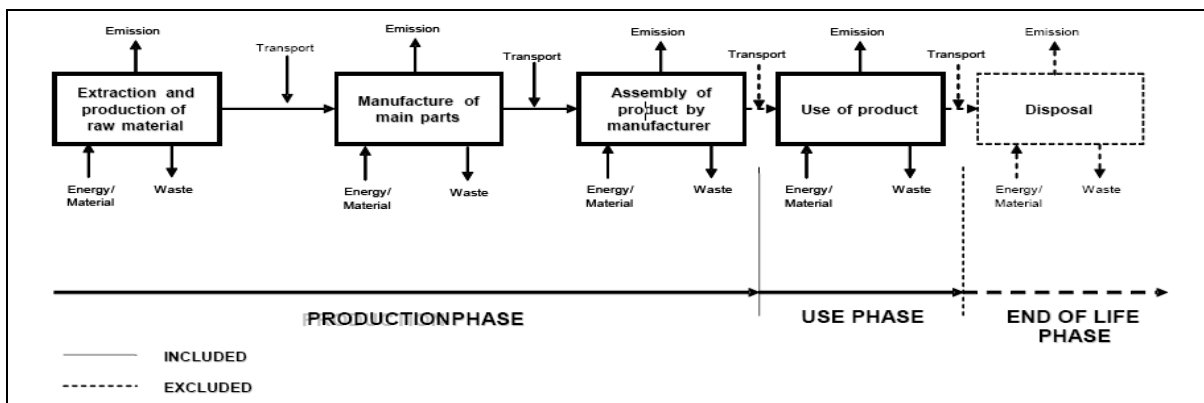 Emission
Transport
Emission
Transport
Emission
Transport
Emission
Transport
Emission
Extraction and
production of
raw material
Manufacture of
main parts
Assembly of
product by
manufacturer
Use of product
Disposal
Energy/
Material
Waste
Energy/
Material
Waste
Energy/
Material
Waste
Energy/
Material
Waste
Energy/
Material
Waste
PRODUCTIONPHASE
USE PHASE
END OF LIFE
PHASE
INCLUDED
EXCLUDED